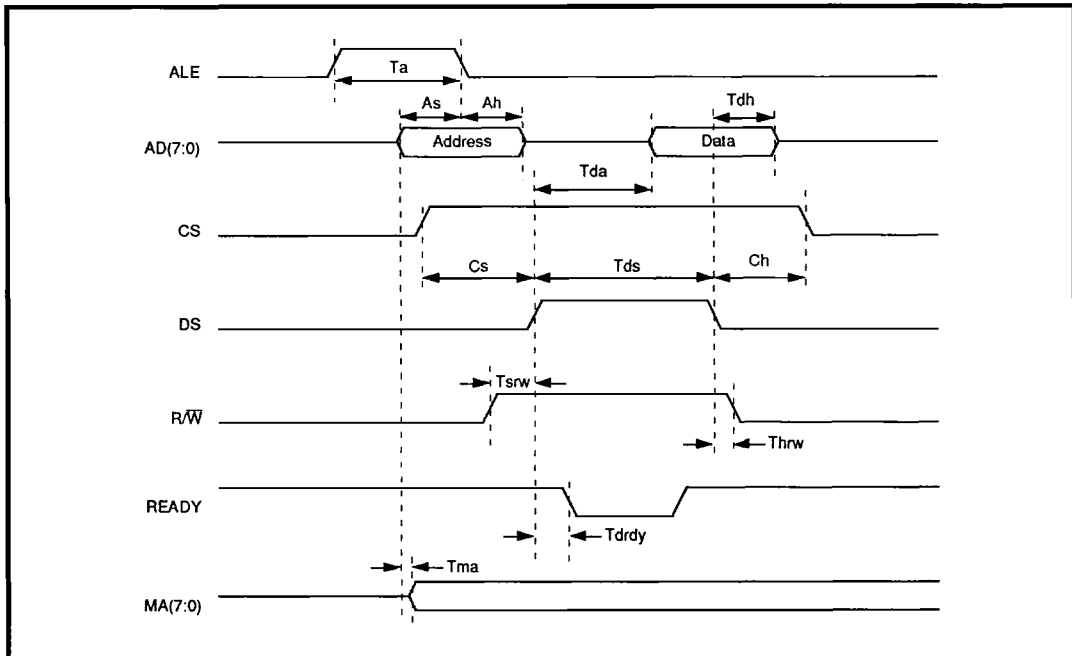 ALE
Ta
As
Ah
Tdh
AD(7:0)
Address
Data
Tda
CS
Cs
Tds
Ch
DS
Tsrw
R/W̅
Thrw
READY
Tdrdy
Tma
MA(7:0)